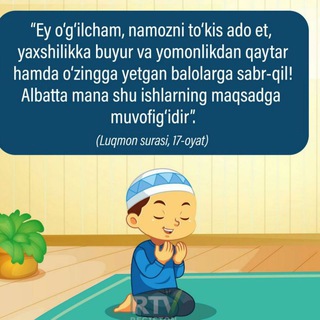 “Ey o‘g‘ilcham, namozni to‘kis ado et,
yaxshilikka buyur va yomonlikdan qaytar
hamda o‘zingga yetgan balolarga sabr-qil!
Albatta mana shu ishlarning maqsadga
muvofig‘idir”.
(Luqmon surasi, 17-oyat)
RTV